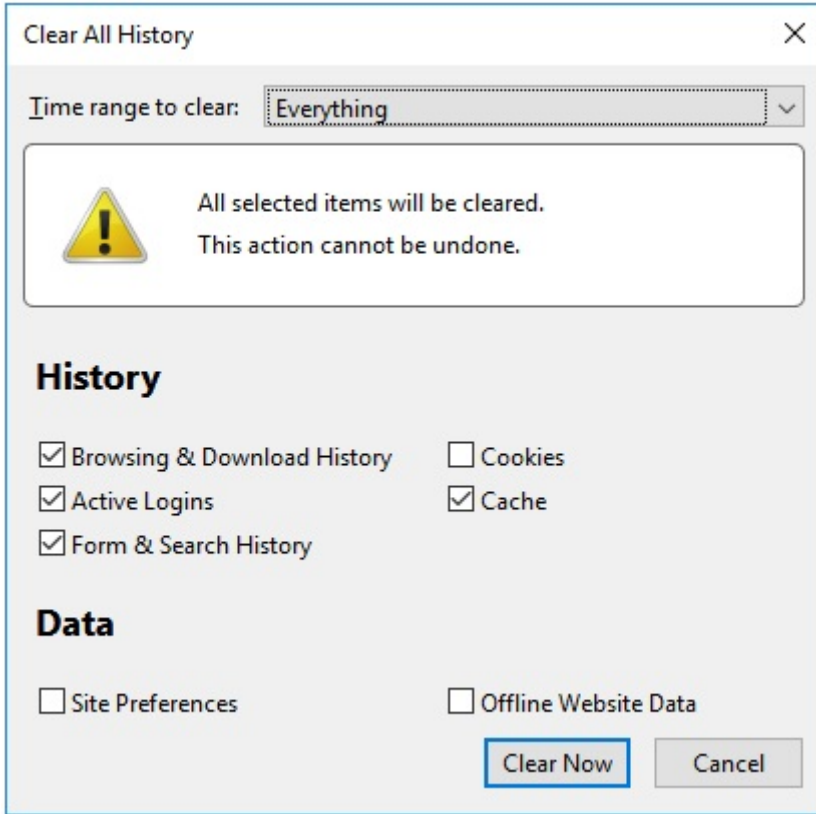 Clear All History
Time range to clear: Everything
All selected items will be cleared.
This action cannot be undone.
History
Browsing & Download History Cookies
Active Logins Cache
Form & Search History
Data
Site Preferences Offline Website Data
Clear Now Cancel